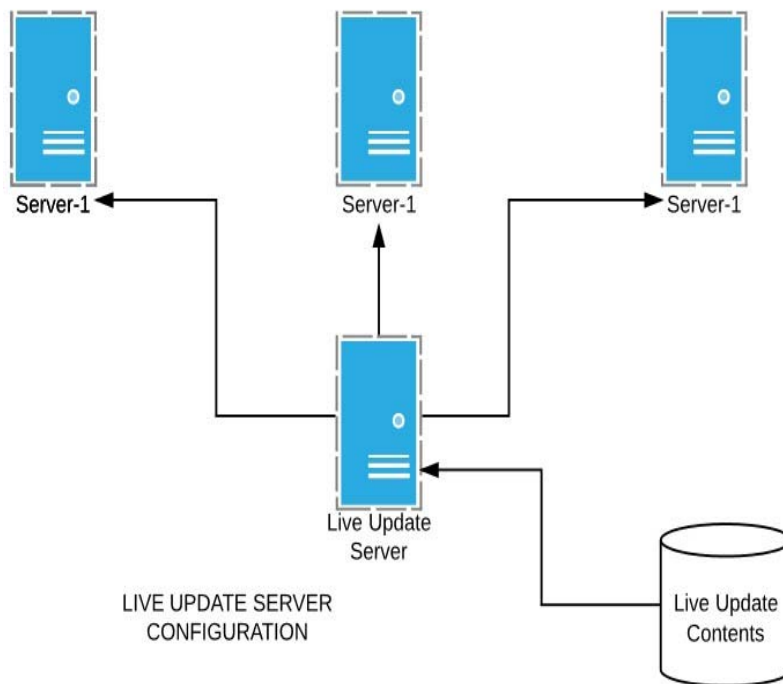 Server-1
Server-1
Server-1
Live Update
Server
LIVE UPDATE SERVER
CONFIGURATION
Live Update
Contents